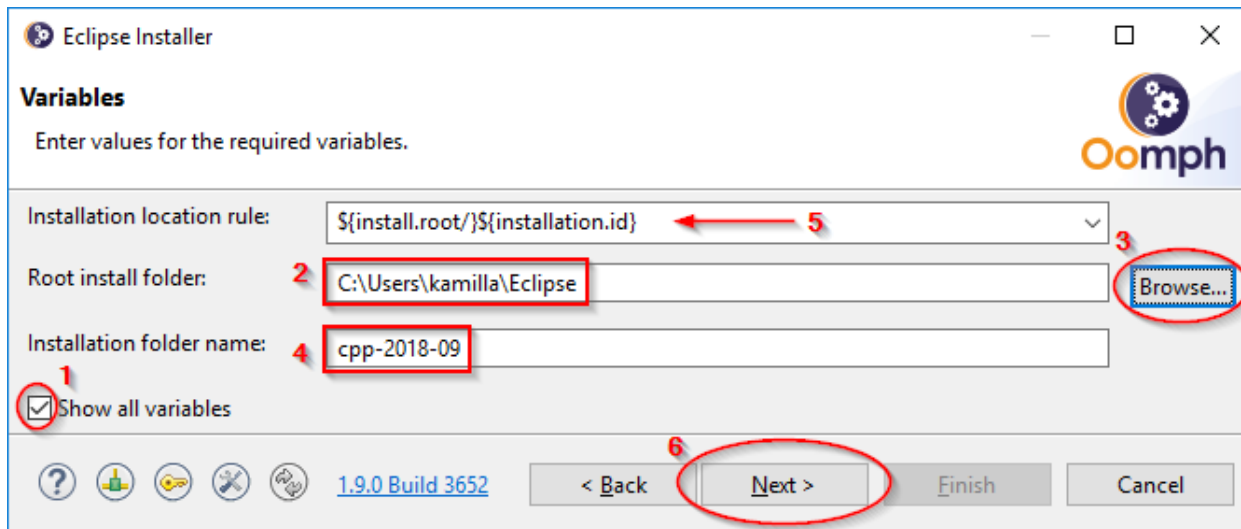 Eclipse Installer
Variables
Enter values for the required variables.
Oomph
Installation location rule: ${install.root/}${installation.id} 5
3
Root install folder: 2 C:\Users\kamilla\Eclipse Browse...
Installation folder name: 4 cpp-2018-09
1
Show all variables
6
? 1.9.0 Build 3652 < Back Next > Finish Cancel